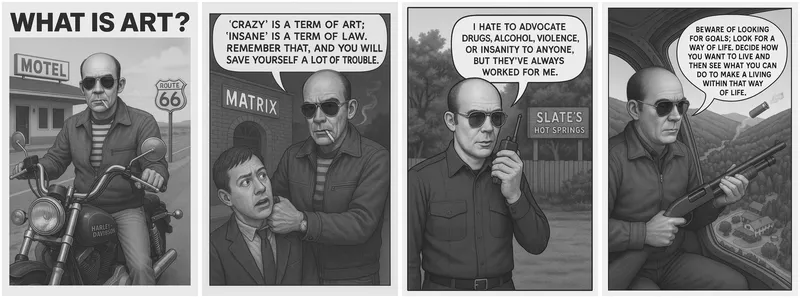 WHAT IS ART?
MOTEL
ROUTE
66
HARLEY-
DAVIDSON
'CRAZY' IS A TERM OF ART;
'INSANE' IS A TERM OF LAW.
REMEMBER THAT, AND YOU WILL
SAVE YOURSELF A LOT OF TROUBLE.
MATRIX
I HATE TO ADVOCATE
DRUGS, ALCOHOL, VIOLENCE,
OR INSANITY TO ANYONE,
BUT THEY'VE ALWAYS
WORKED FOR ME.
SLATE'S
HOT SPRINGS
BEWARE OF LOOKING
FOR GOALS; LOOK FOR A
WAY OF LIFE. DECIDE HOW
YOU WANT TO LIVE AND
THEN SEE WHAT YOU CAN
DO TO MAKE A LIVING
WITHIN THAT WAY
OF LIFE.